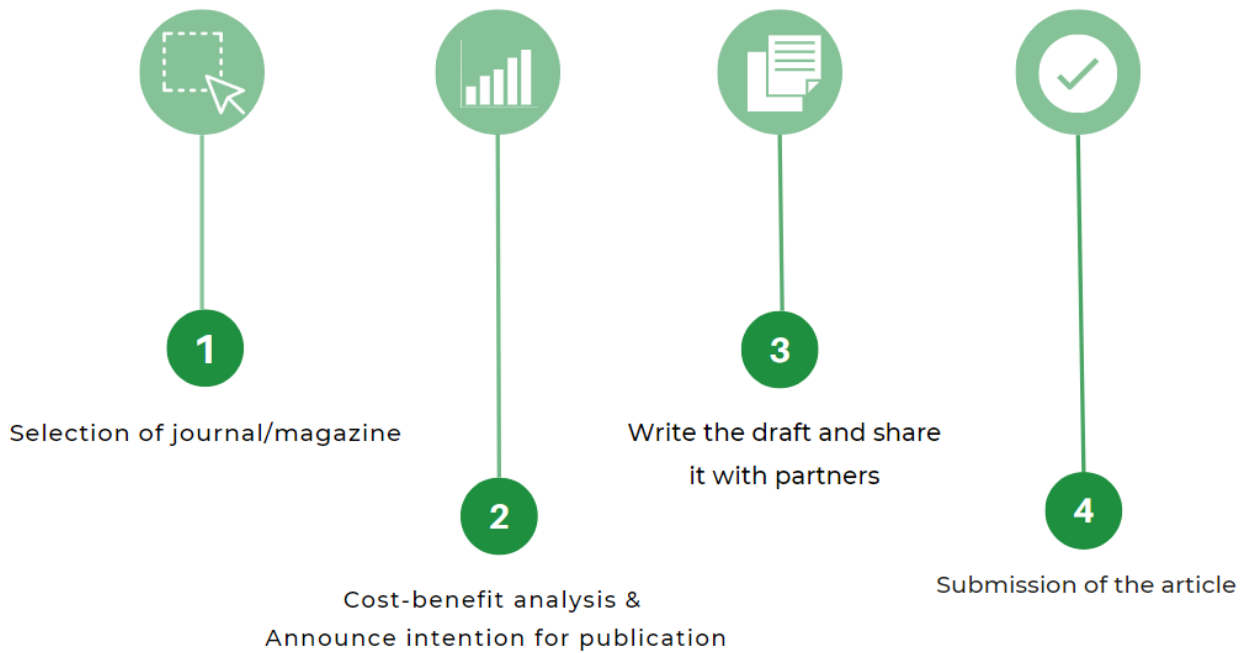 1
Selection of journal/magazine
2
Cost-benefit analysis &
Announce intention for publication
3
Write the draft and share
it with partners
4
Submission of the article